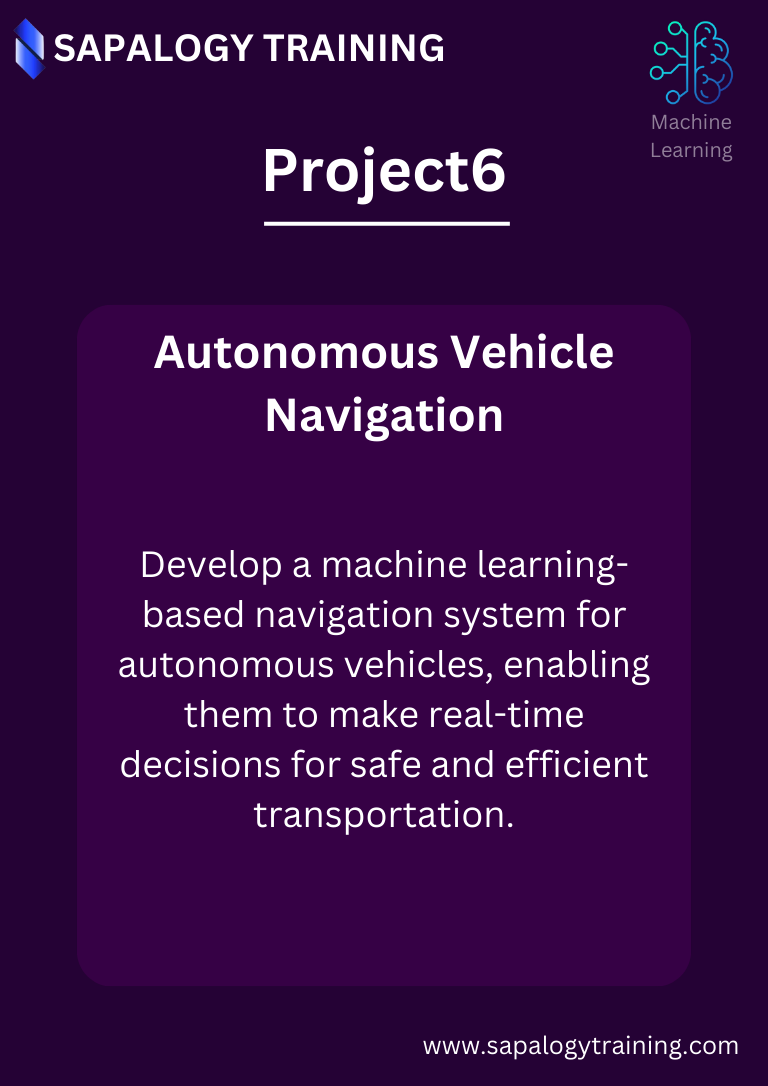 SAPALOGY TRAINING
Machine
Learning
Project6
Autonomous Vehicle
Navigation
Develop a machine learning-
based navigation system for
autonomous vehicles, enabling
them to make real-time
decisions for safe and efficient
transportation.
www.sapalogytraining.com